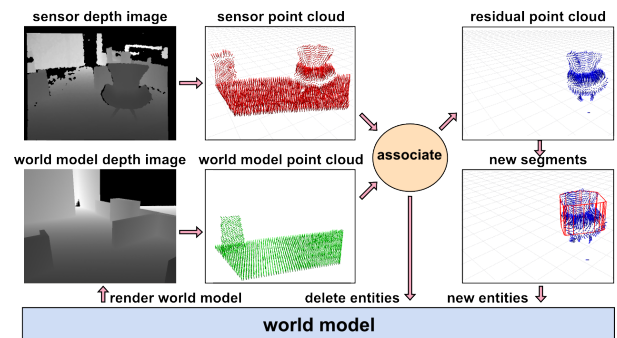 sensor depth image
sensor point cloud
residual point cloud
associate
world model depth image
world model point cloud
new segments
render world model
delete entities
new entities
world model